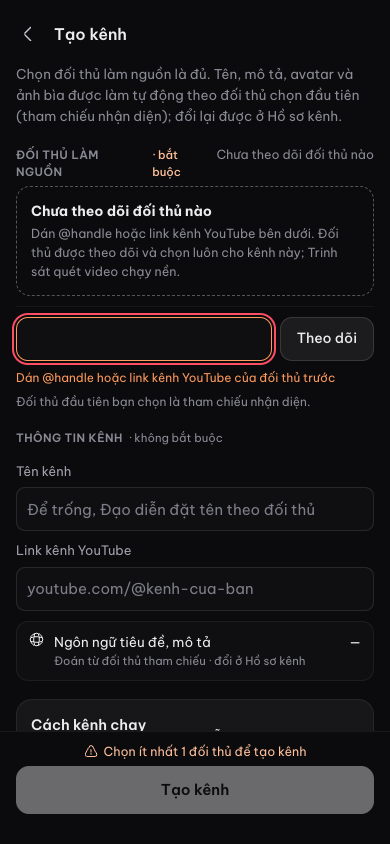 Tạo kênh
Chọn đối thủ làm nguồn là đủ. Tên, mô tả, avatar và
ảnh bìa được làm tự động theo đối thủ chọn đầu tiên
(tham chiếu nhận diện); đổi lại được ở Hồ sơ kênh.
ĐỐI THỦ LÀM NGUỒN · bắt buộc Chưa theo dõi đối thủ nào
Chưa theo dõi đối thủ nào
Dán @handle hoặc link kênh YouTube bên dưới. Đối
thủ được theo dõi và chọn luôn cho kênh này; Trinh
sát quét video chạy nền.
Theo dõi
Dán @handle hoặc link kênh YouTube của đối thủ trước
Đối thủ đầu tiên bạn chọn là tham chiếu nhận diện.
THÔNG TIN KÊNH · không bắt buộc
Tên kênh
Để trống, Đạo diễn đặt tên theo đối thủ
Link kênh YouTube
youtube.com/@kenh-cua-ban
Ngôn ngữ tiêu đề, mô tả –
Đoán từ đối thủ tham chiếu · đổi ở Hồ sơ kênh
Cách kênh chạy
Chọn ít nhất 1 đối thủ để tạo kênh
Tạo kênh